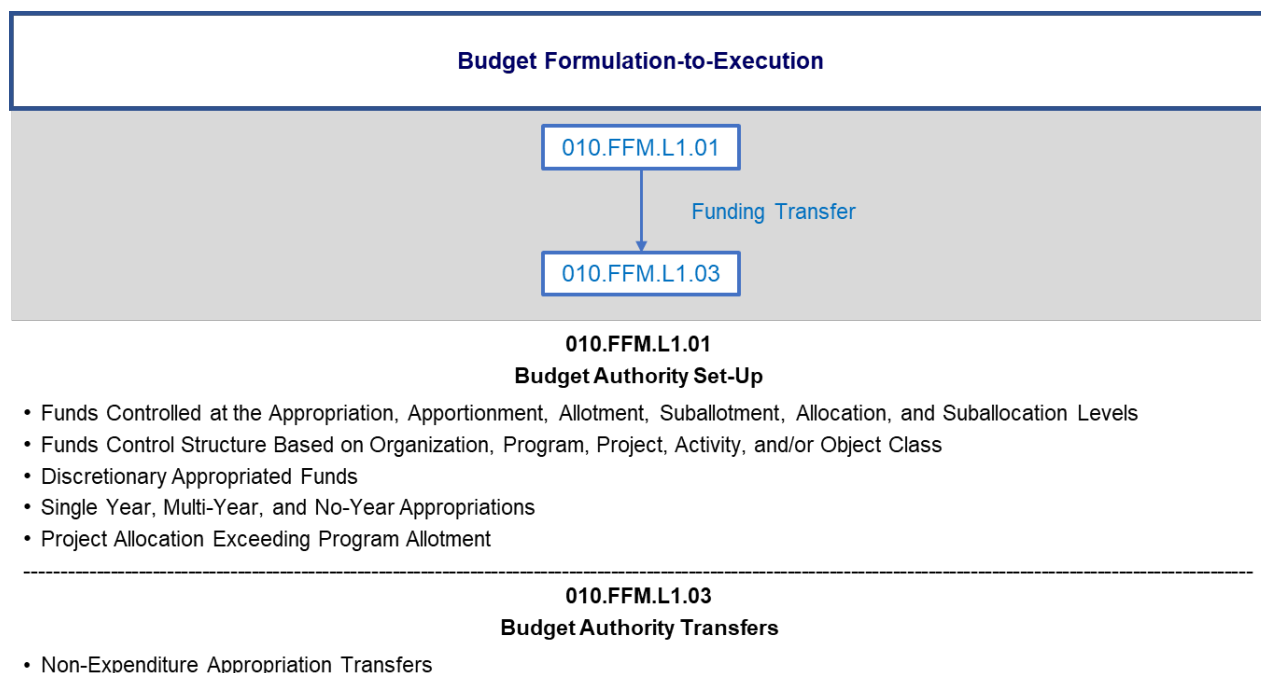 Budget Formulation-to-Execution
010.FFM.L1.01
Funding Transfer
010.FFM.L1.03
010.FFM.L1.01
Budget Authority Set-Up
• Funds Controlled at the Appropriation, Apportionment, Allotment, Suballotment, Allocation, and Suballocation Levels
• Funds Control Structure Based on Organization, Program, Project, Activity, and/or Object Class
• Discretionary Appropriated Funds
• Single Year, Multi-Year, and No-Year Appropriations
• Project Allocation Exceeding Program Allotment
010.FFM.L1.03
Budget Authority Transfers
• Non-Expenditure Appropriation Transfers